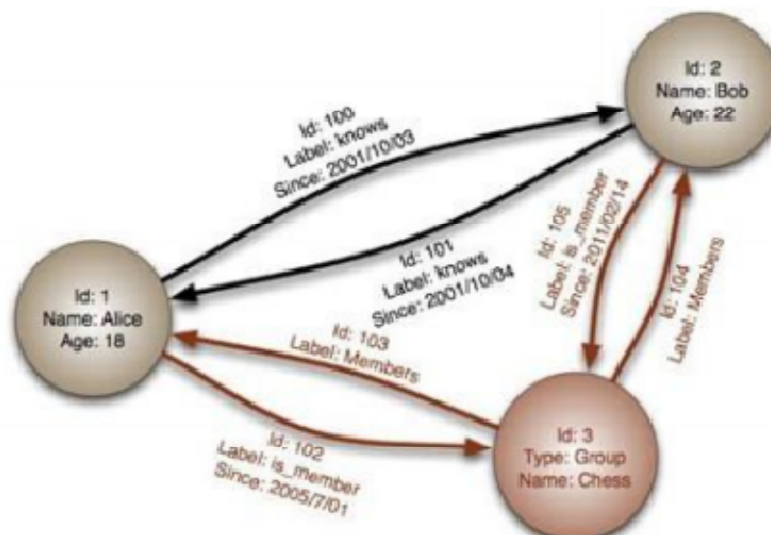 Id: 2
Name: Bob
Age: 22
Id: 100
Label: knows
Since: 2001/10/03
Id: 101
Label: knows
Since: 2001/10/04
Id: 105
Label: is_member
Since: 2011/02/14
Id: 104
Label: Members
Id: 1
Name: Alice
Age: 18
Id: 103
Label: Members
Id: 102
Label: is_member
Since: 2005/7/01
Id: 3
Type: Group
Name: Chess